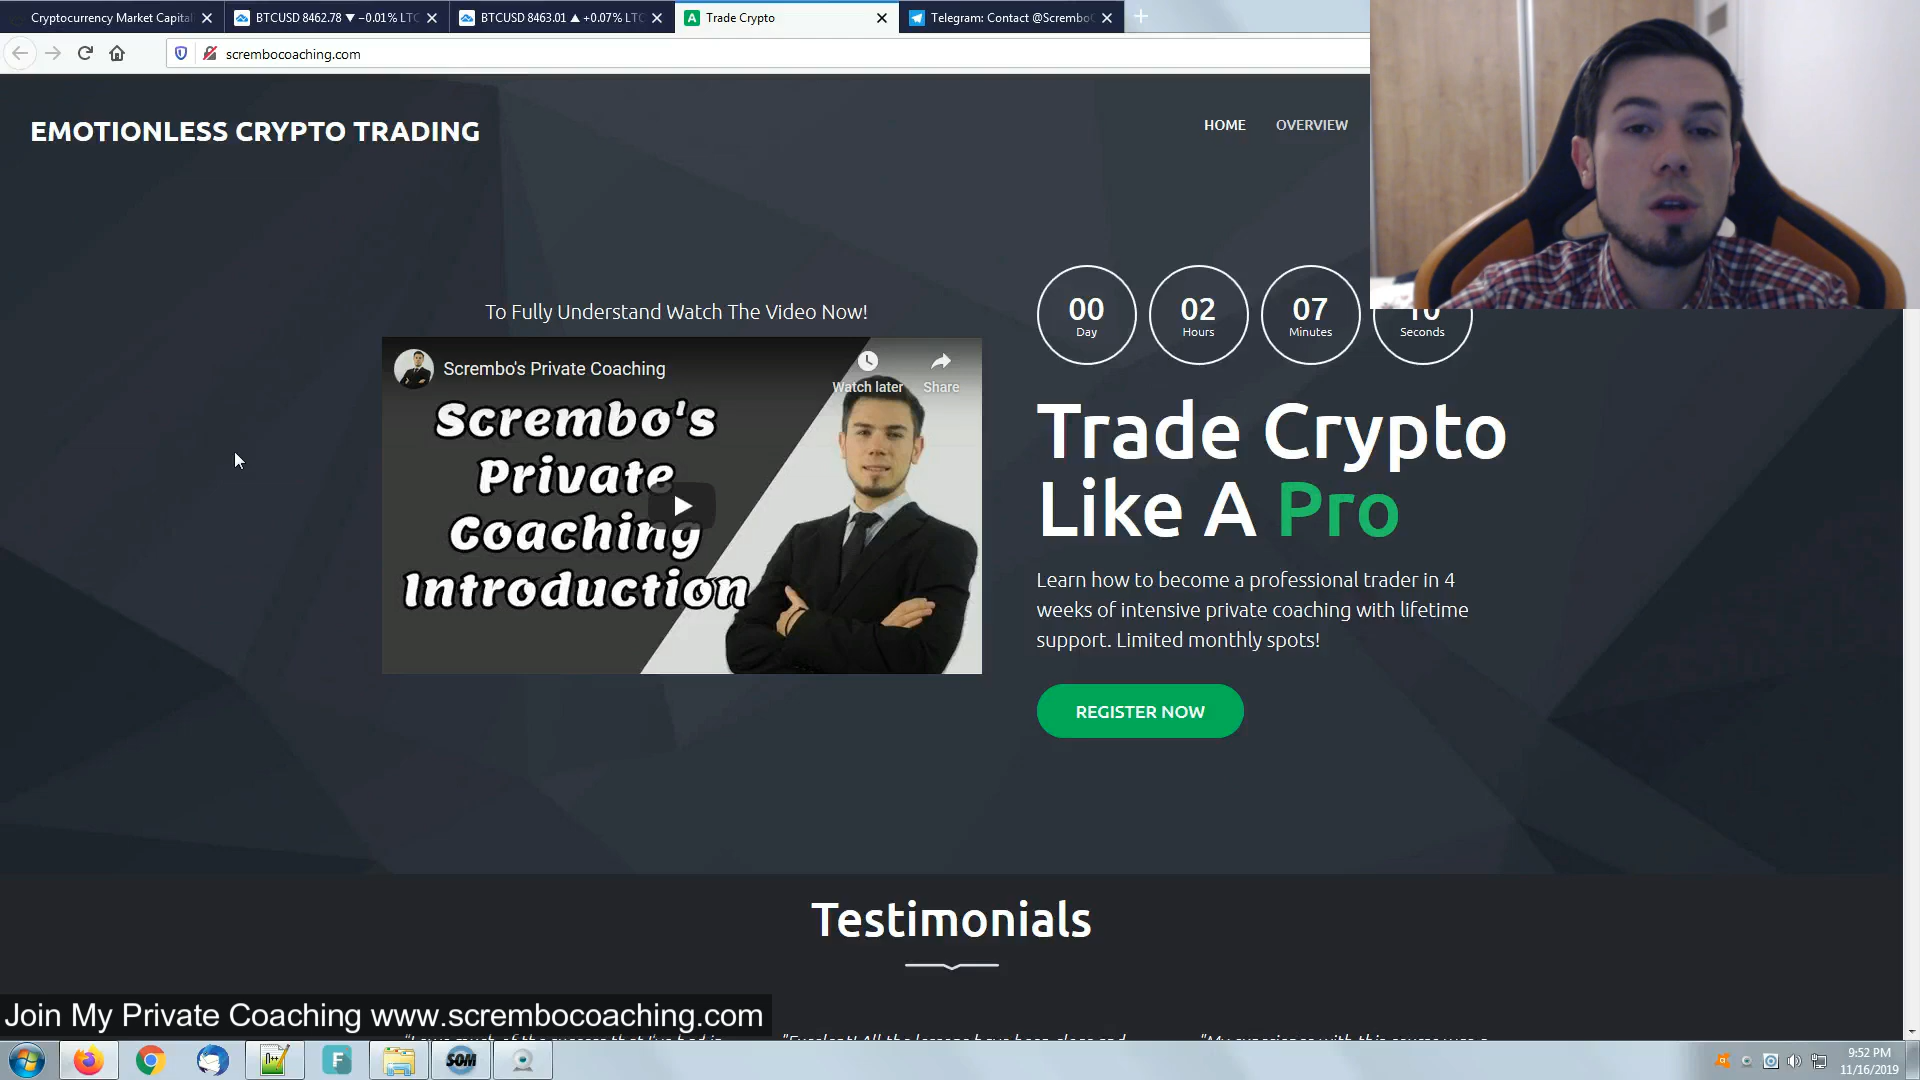 Cryptocurrency Market Capital
BTCUSD 8462.78 ▼ −0.01% LTC
BTCUSD 8463.01 ▲ +0.07% LTC
Trade Crypto
Telegram: Contact @Scrembo
scrembocoaching.com
EMOTIONLESS CRYPTO TRADING
HOME
OVERVIEW
To Fully Understand Watch The Video Now!
Scrembo's Private Coaching
Watch later
Share
Scrembo's
Private
Coaching
Introduction
00
Day
02
Hours
07
Minutes
Seconds
Trade Crypto
Like A Pro
Learn how to become a professional trader in 4
weeks of intensive private coaching with lifetime
support. Limited monthly spots!
REGISTER NOW
Testimonials
Join My Private Coaching www.scrembocoaching.com
SOM
9:52 PM
11/16/2019